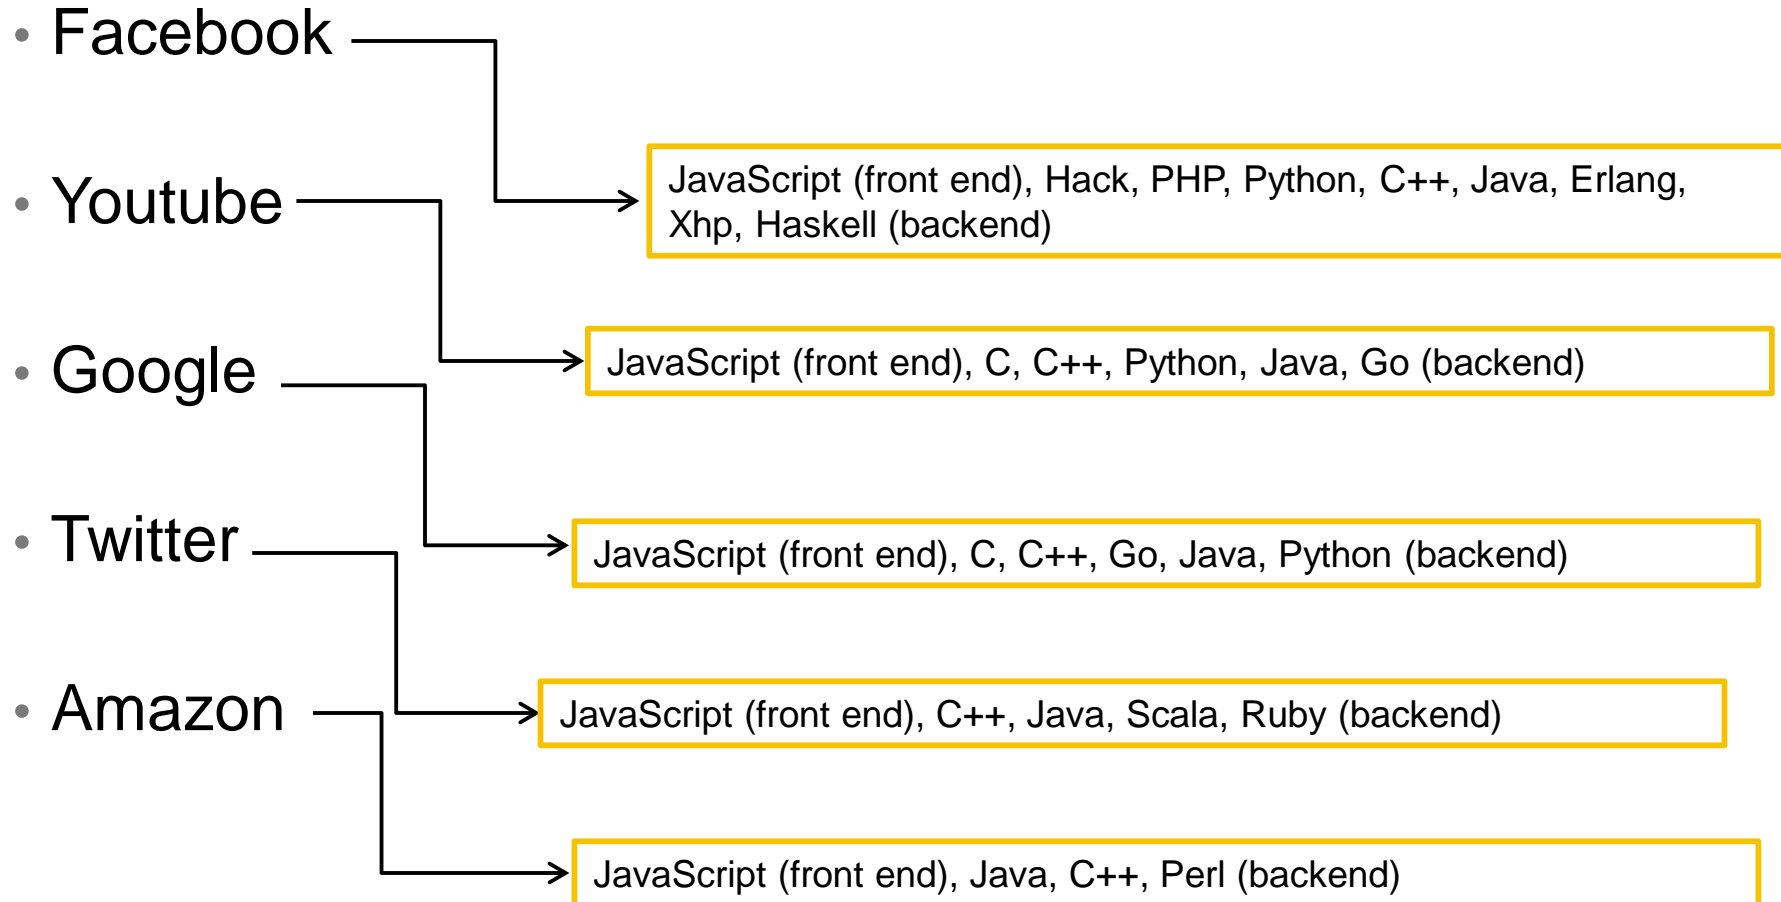 • Facebook
JavaScript (front end), Hack, PHP, Python, C++, Java, Erlang,
Xhp, Haskell (backend)
• Youtube
JavaScript (front end), C, C++, Python, Java, Go (backend)
• Google
JavaScript (front end), C, C++, Go, Java, Python (backend)
• Twitter
JavaScript (front end), C++, Java, Scala, Ruby (backend)
• Amazon
JavaScript (front end), Java, C++, Perl (backend)